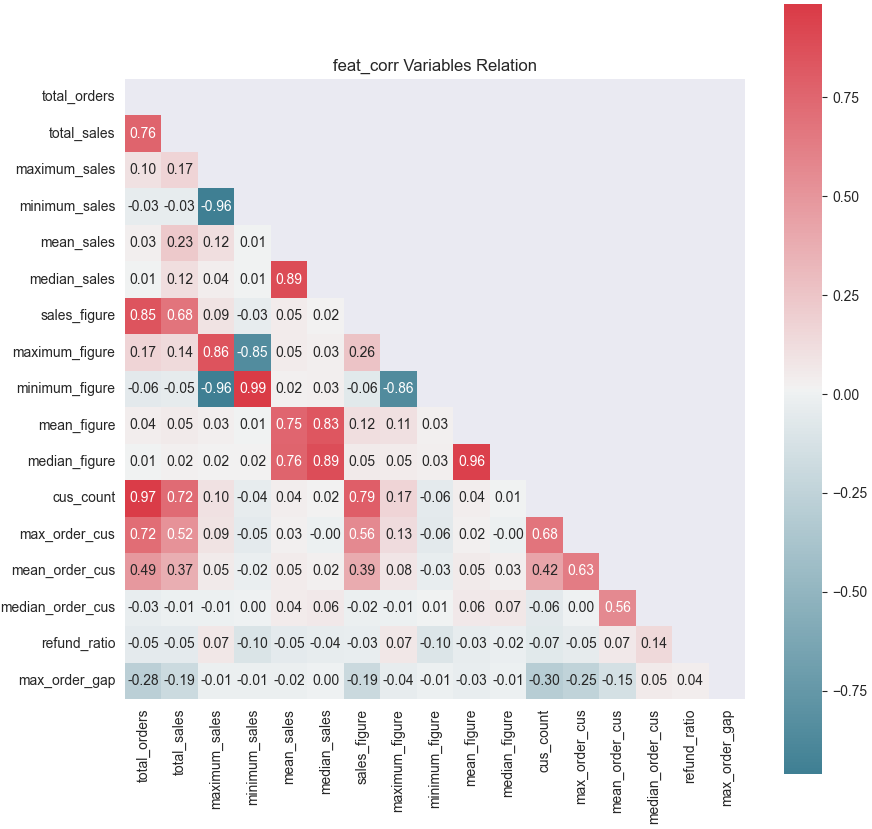 feat_corr Variables Relation
total_orders
total_sales 0.76
maximum_sales 0.10 0.17
minimum_sales -0.03 -0.03 -0.96
mean_sales 0.03 0.23 0.12 0.01
median_sales 0.01 0.12 0.04 0.01 0.89
sales_figure 0.85 0.68 0.09 -0.03 0.05 0.02
maximum_figure 0.17 0.14 0.86 -0.85 0.05 0.03 0.26
minimum_figure -0.06 -0.05 -0.96 0.99 0.02 0.03 -0.06 -0.86
mean_figure 0.04 0.05 0.03 0.01 0.75 0.83 0.12 0.11 0.03
median_figure 0.01 0.02 0.02 0.02 0.76 0.89 0.05 0.05 0.03 0.96
cus_count 0.97 0.72 0.10 -0.04 0.04 0.02 0.79 0.17 -0.06 0.04 0.01
max_order_cus 0.72 0.52 0.09 -0.05 0.03 -0.00 0.56 0.13 -0.06 0.02 -0.00 0.68
mean_order_cus 0.49 0.37 0.05 -0.02 0.05 0.02 0.39 0.08 -0.03 0.05 0.03 0.42 0.63
median_order_cus -0.03 -0.01 -0.01 0.00 0.04 0.06 -0.02 -0.01 0.01 0.06 0.07 -0.06 0.00 0.56
refund_ratio -0.05 -0.05 0.07 -0.10 -0.05 -0.04 -0.03 0.07 -0.10 -0.03 -0.02 -0.07 -0.05 0.07 0.14
max_order_gap -0.28 -0.19 -0.01 -0.01 -0.02 0.00 -0.19 -0.04 -0.01 -0.03 -0.01 -0.30 -0.25 -0.15 0.05 0.04
total_orders
total_sales
maximum_sales
minimum_sales
mean_sales
median_sales
sales_figure
maximum_figure
minimum_figure
mean_figure
median_figure
cus_count
max_order_cus
mean_order_cus
median_order_cus
refund_ratio
max_order_gap
0.75
0.50
0.25
0.00
-0.25
-0.50
-0.75